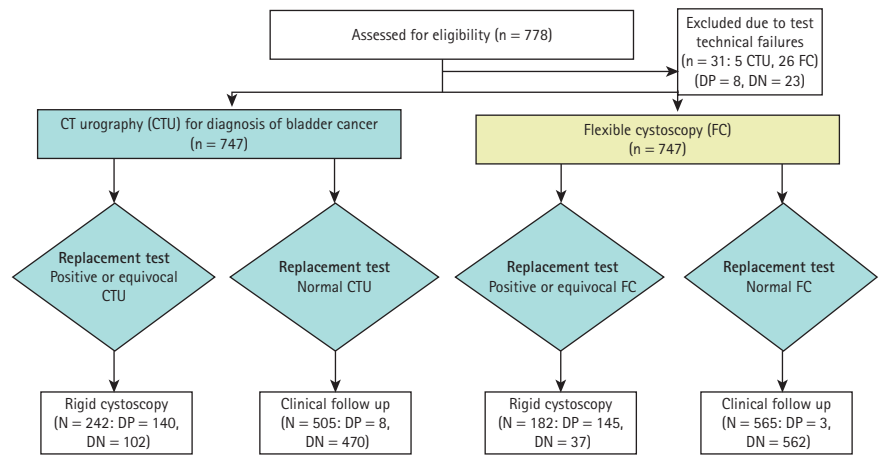 Assessed for eligibility (n = 778)
Excluded due to test
technical failures
(n = 31: 5 CTU, 26 FC)
(DP = 8, DN = 23)
CT urography (CTU) for diagnosis of bladder cancer
(n = 747)
Flexible cystoscopy (FC)
(n = 747)
Replacement test
Positive or equivocal
CTU
Replacement test
Normal CTU
Replacement test
Positive or equivocal FC
Replacement test
Normal FC
Rigid cystoscopy
(N = 242: DP = 140,
DN = 102)
Clinical follow up
(N = 505: DP = 8,
DN = 470)
Rigid cystoscopy
(N = 182: DP = 145,
DN = 37)
Clinical follow up
(N = 565: DP = 3,
DN = 562)